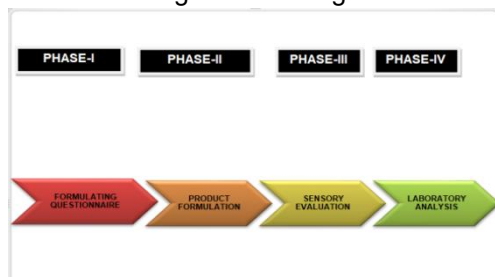 PHASE-I
PHASE-II
PHASE-III
PHASE-IV
FORMULATING
QUESTIONNAIRE
PRODUCT
FORMULATION
SENSORY
EVALUATION
LABORATORY
ANALYSIS